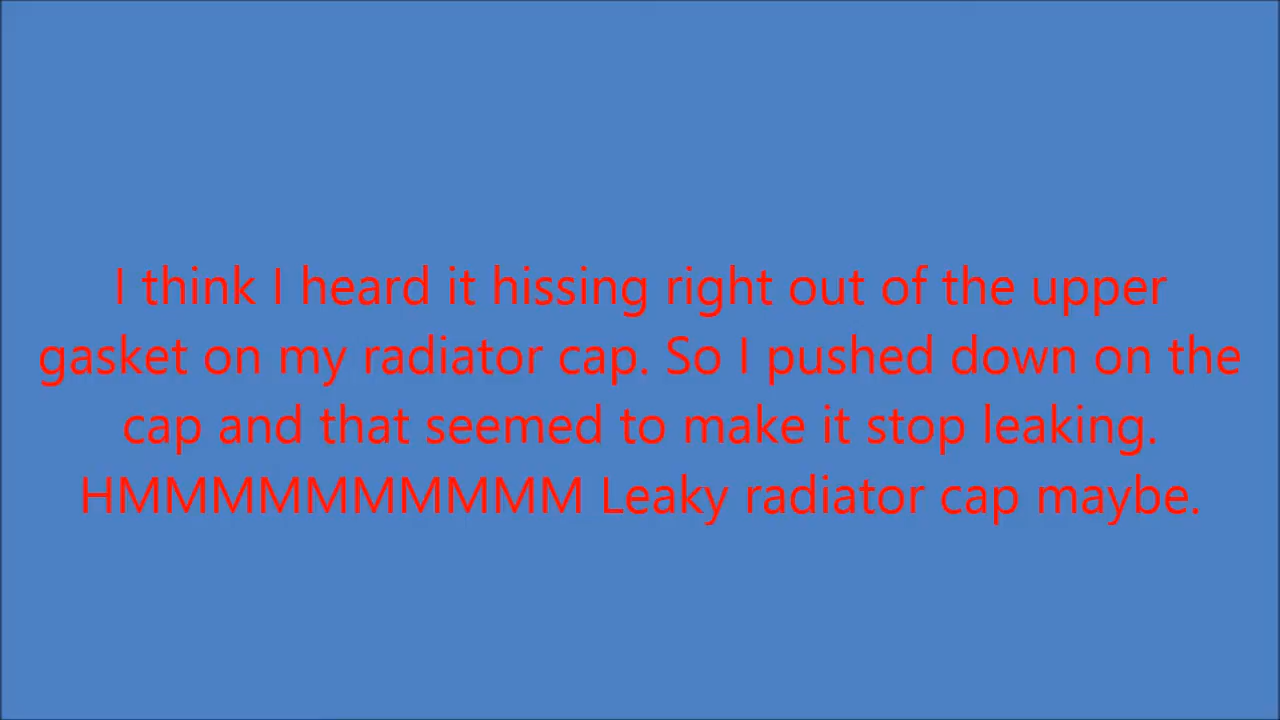 I think I heard it hissing right out of the upper
gasket on my radiator cap. So I pushed down on the
cap and that seemed to make it stop leaking.
HMMMMMMMMMM Leaky radiator cap maybe.